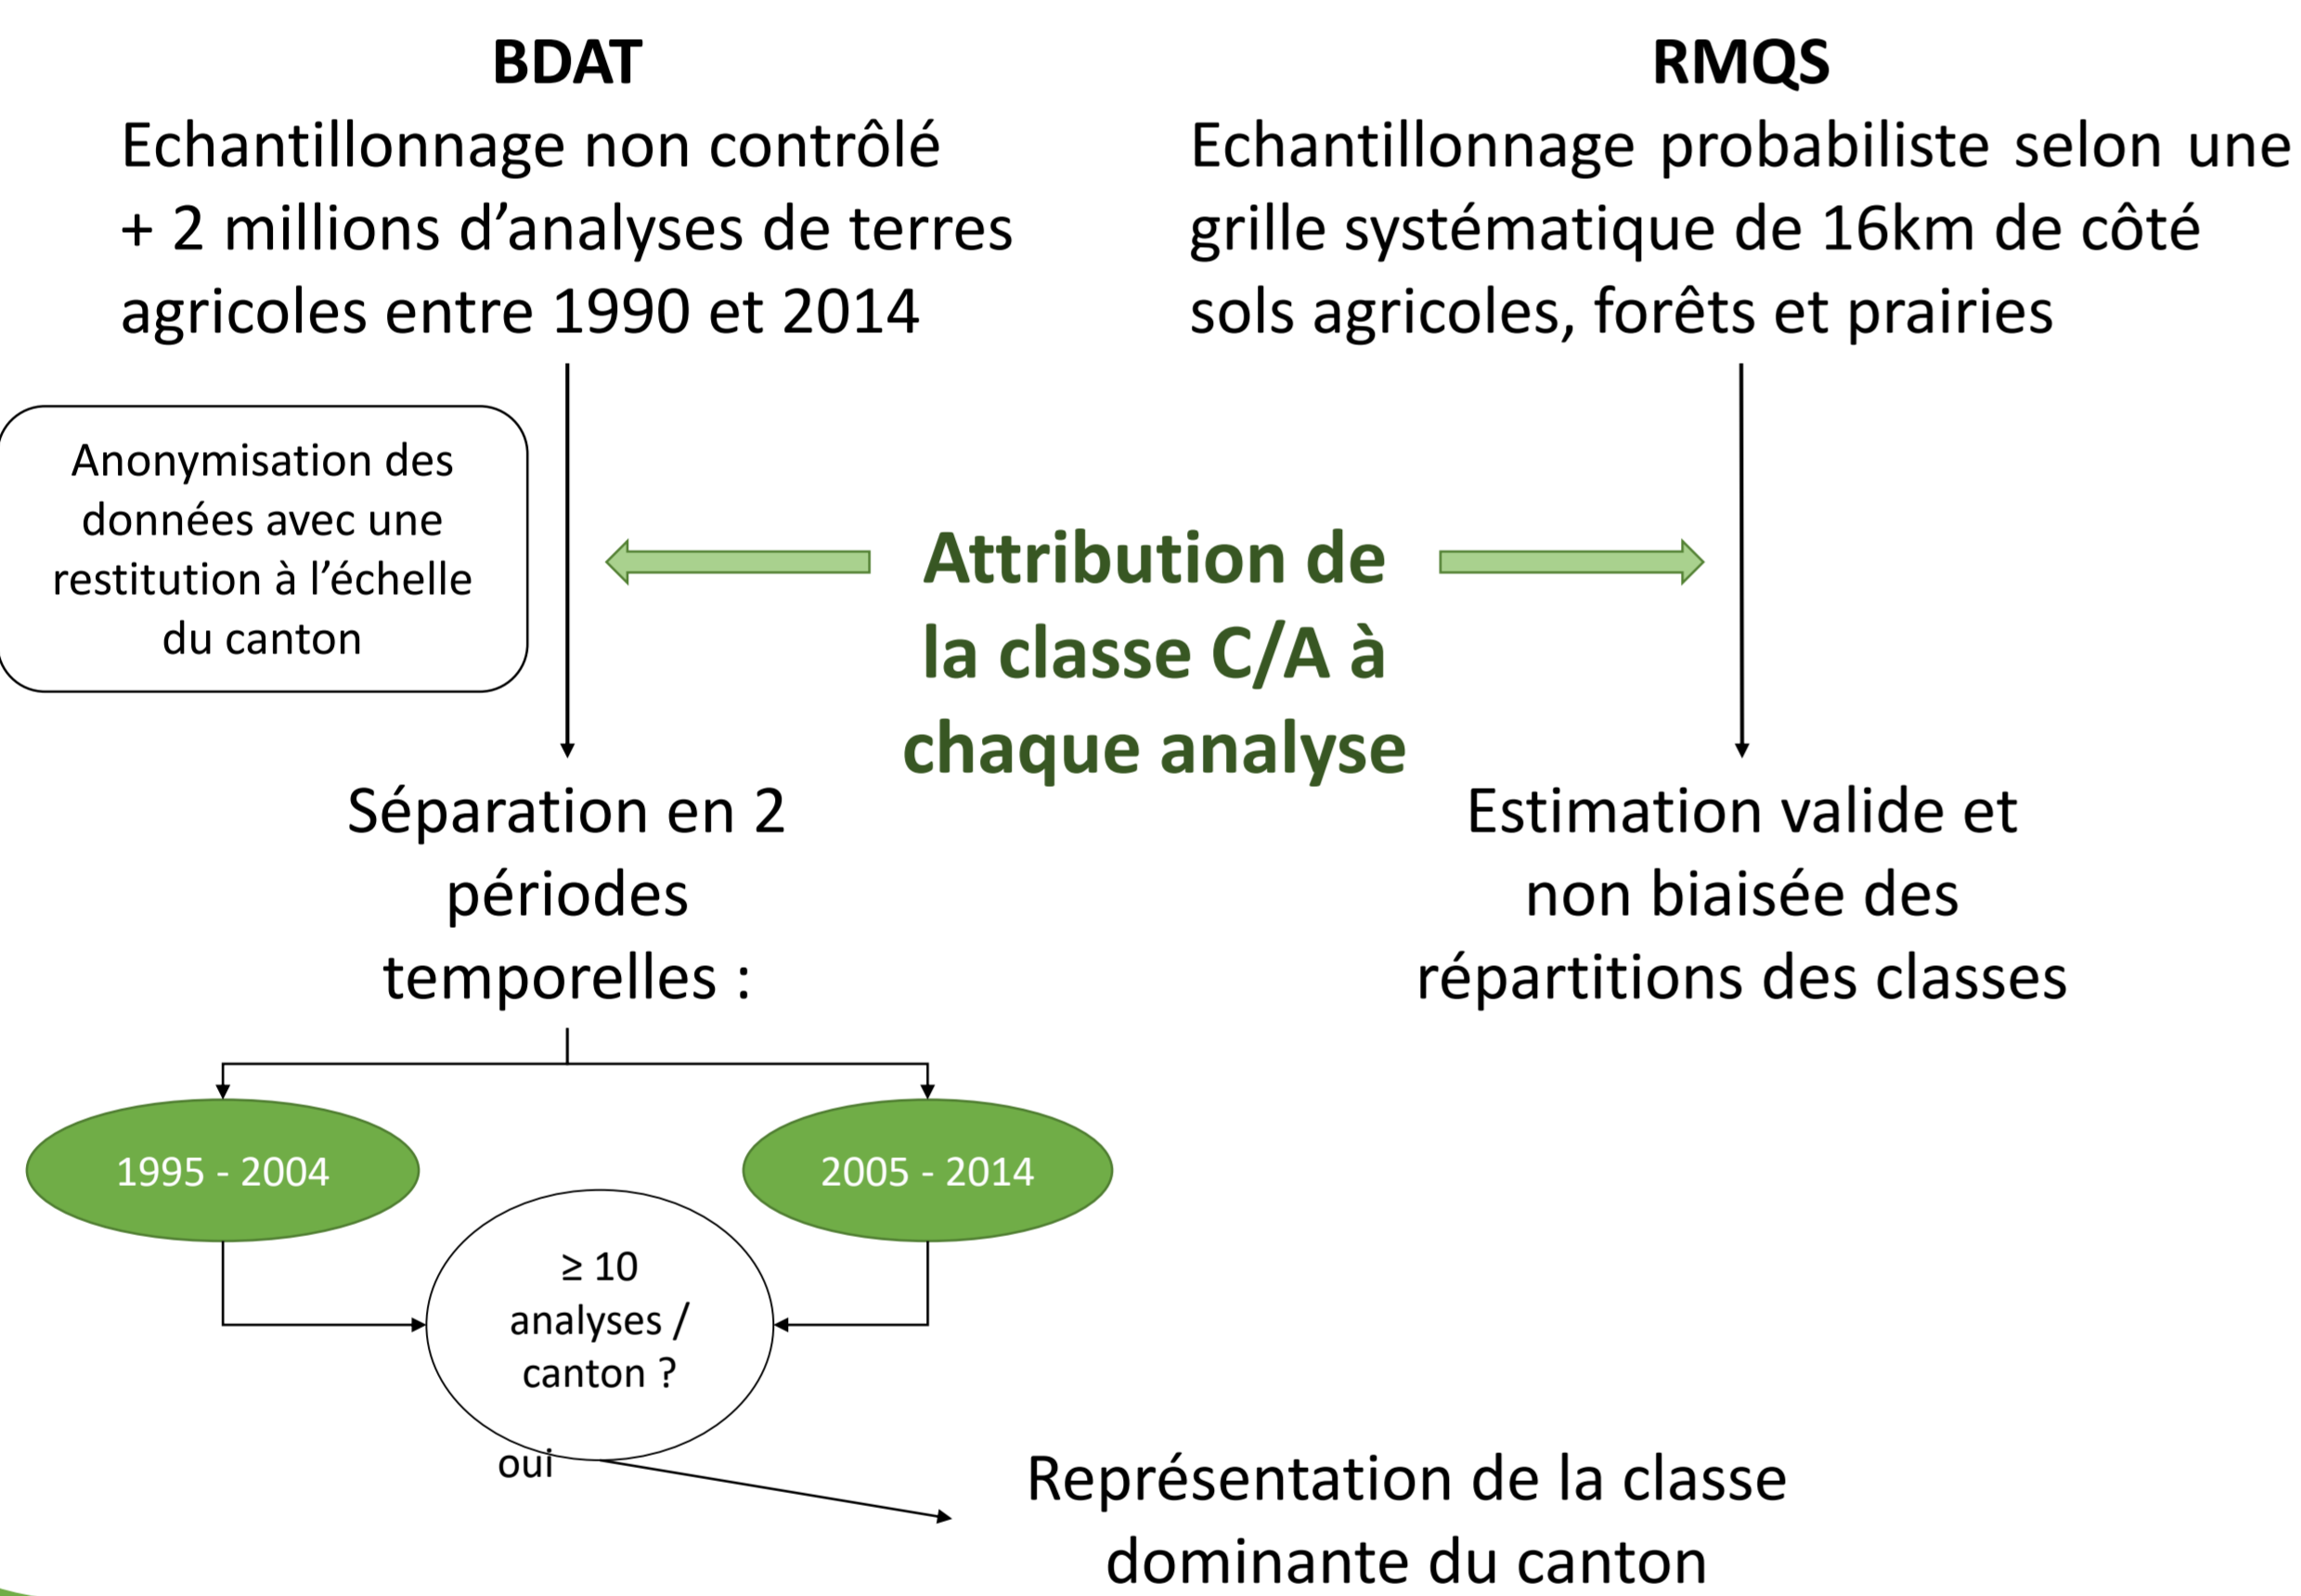 BDAT
Echantillonnage non contrôlé
+ 2 millions d’analyses de terres
agricoles entre 1990 et 2014
RMQS
Echantillonnage probabiliste selon une
grille systématique de 16km de côté
sols agricoles, forêts et prairies
Anonymisation des
données avec une
restitution à l’échelle
du canton
Attribution de
la classe C/A à
chaque analyse
Séparation en 2
périodes
temporelles :
Estimation valide et
non biaisée des
répartitions des classes
1995 - 2004
2005 - 2014
≥ 10
analyses /
canton ?
oui
Représentation de la classe
dominante du canton